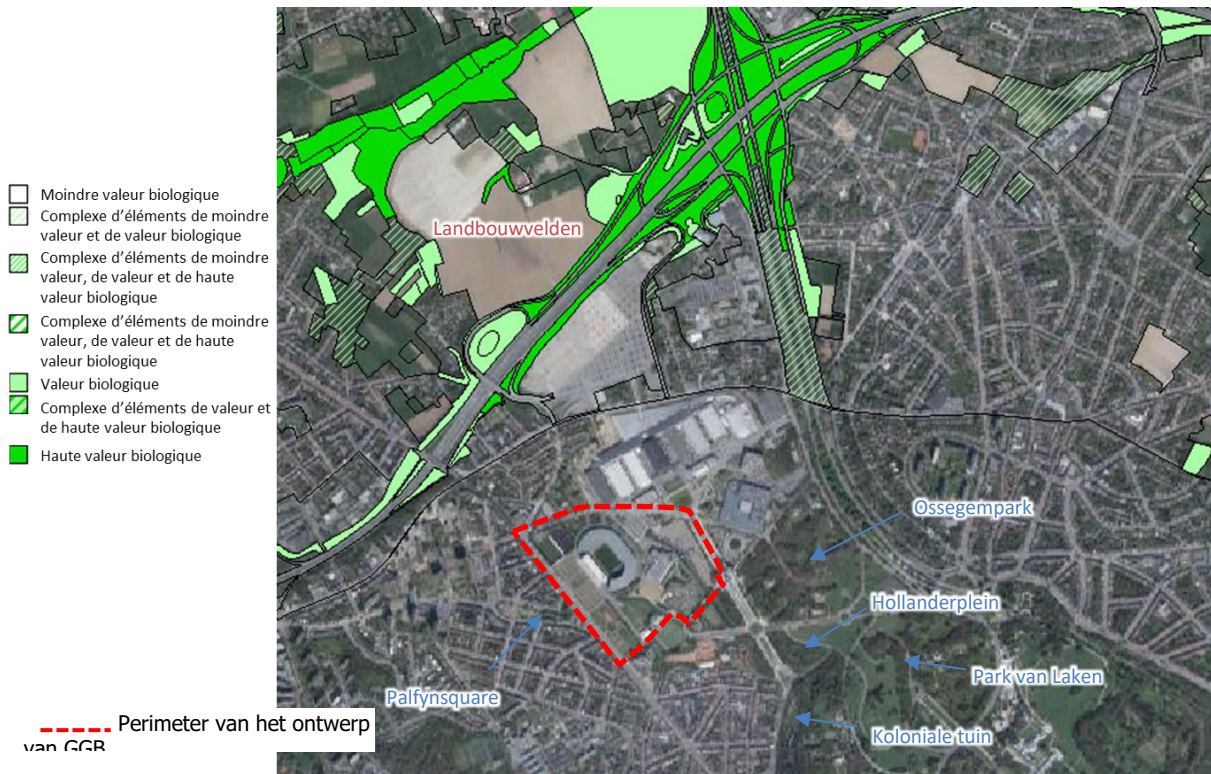 Moindre valeur biologique
Complexe d'éléments de moindre
valeur et de valeur biologique
Complexe d'éléments de moindre
valeur, de valeur et de haute
valeur biologique
Complexe d'éléments de moindre
valeur, de valeur et de haute
valeur biologique
Valeur biologique
Complexe d'éléments de valeur et
de haute valeur biologique
Haute valeur biologique
Landbouwvelden
Ossegempark
Hollanderplein
Park van Laken
Palfynsquare
Koloniale tuin
Perimeter van het ontwerp
van GGB